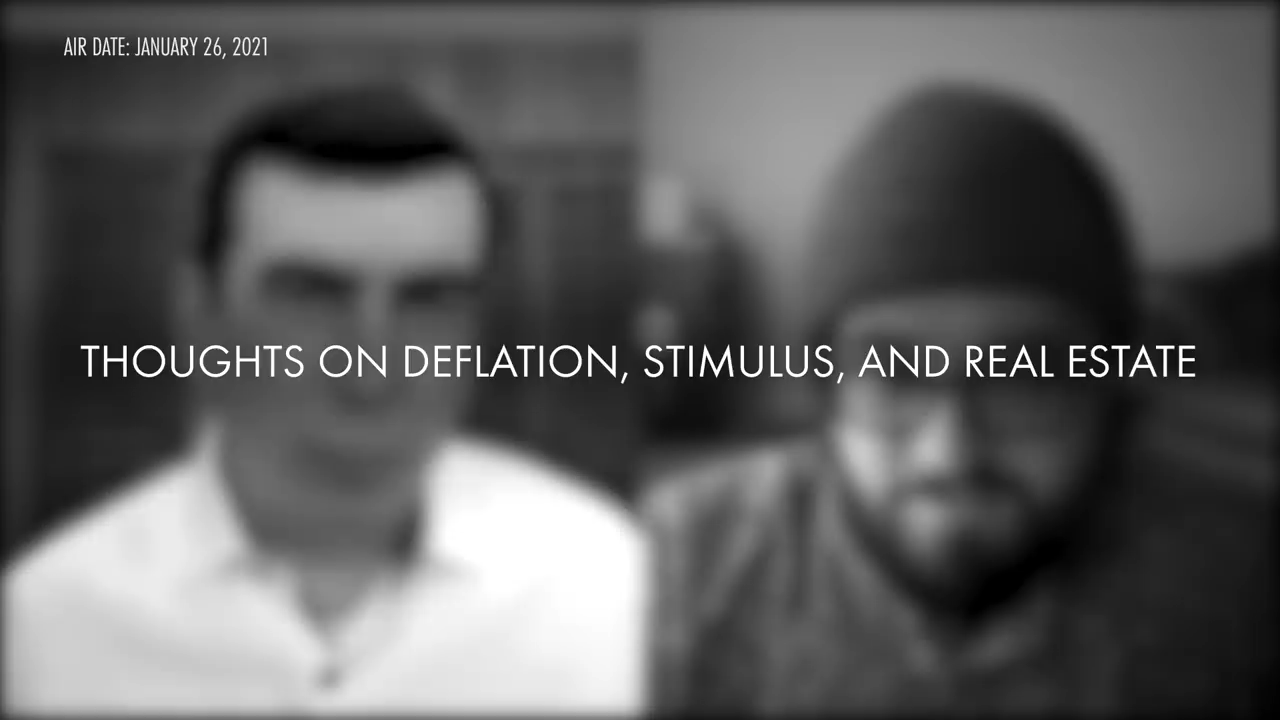 AIR DATE: JANUARY 26, 2021
THOUGHTS ON DEFLATION, STIMULUS, AND REAL ESTATE